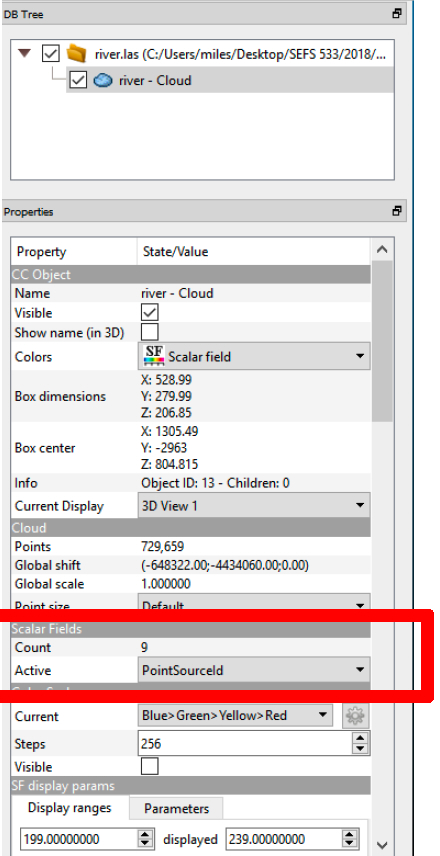 DB Tree
river.las (C:/Users/miles/Desktop/SEFS 533/2018/...
river - Cloud
Properties
Property State/Value
CC Object
Name river - Cloud
Visible
Show name (in 3D)
Colors SF Scalar field
Box dimensions X: 528.99
Y: 279.99
Z: 206.85
Box center X: 1305.49
Y: -2963
Z: 804.815
Info Object ID: 13 - Children: 0
Current Display 3D View 1
Cloud
Points 729,659
Global shift (-648322.00;-4434060.00;0.00)
Global scale 1.000000
Point size Default
Scalar Fields
Count 9
Active PointSourceId
Current Blue>Green>Yellow>Red
Steps 256
Visible
SF display params
Display ranges Parameters
199.00000000 displayed 239.00000000